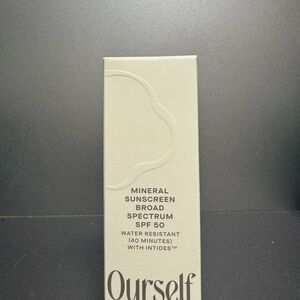 MINERAL
SUNSCREEN
BROAD
SPECTRUM
SPF 50
WATER RESISTANT
(40 MINUTES)
WITH INTIDES™
Ourself